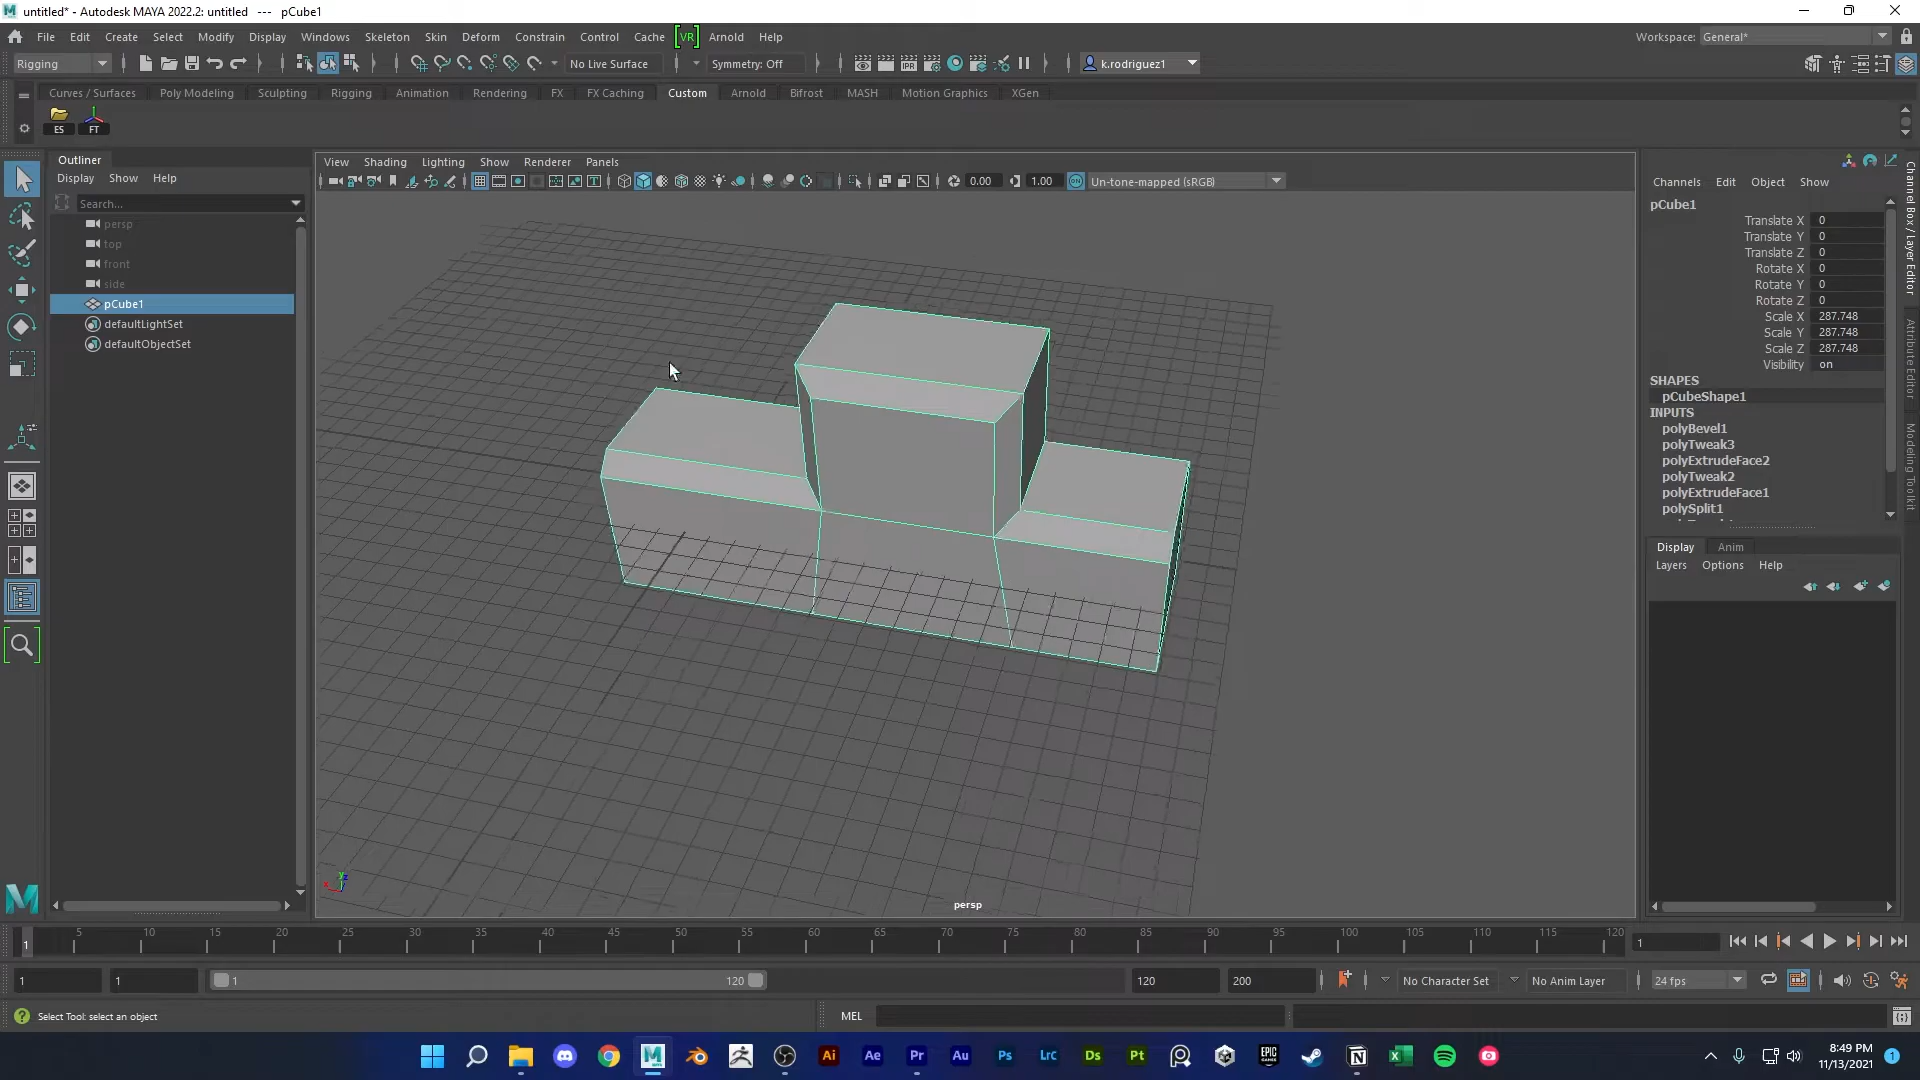 untitled* - Autodesk MAYA 2022.2: untitled --- pCube1
File Edit Create Select Modify Display Windows Skeleton Skin Deform Constrain Control Cache [VR] Arnold Help
Workspace: General*
Rigging
No Live Surface
Symmetry: Off
k.rodriguez1
Curves / Surfaces Poly Modeling Sculpting Rigging Animation Rendering FX FX Caching Custom Arnold Bifrost MASH Motion Graphics XGen
ES FT
Outliner
Display Show Help
Search...
persp
top
front
side
pCube1
defaultLightSet
defaultObjectSet
View Shading Lighting Show Renderer Panels
0.00 1.00 Un-tone-mapped (sRGB)
persp
Channels Edit Object Show
pCube1
Translate X 0
Translate Y 0
Translate Z 0
Rotate X 0
Rotate Y 0
Rotate Z 0
Scale X 287.748
Scale Y 287.748
Scale Z 287.748
Visibility on
SHAPES
pCubeShape1
INPUTS
polyBevel1
polyTweak3
polyExtrudeFace2
polyTweak2
polyExtrudeFace1
polySplit1
Display Anim
Layers Options Help
Channel Box / Layer Editor
Attribute Editor
Modeling Toolkit
1 5 10 15 20 25 30 35 40 45 50 55 60 65 70 75 80 85 90 95 100 105 110 115 120
1
1 1 1 120 120 200 No Character Set No Anim Layer 24 fps
Select Tool: select an object
MEL
Ai Ae Pr Au Ps Lrc Ds Pt
EPIC GAMES
8:49 PM
11/13/2021
1